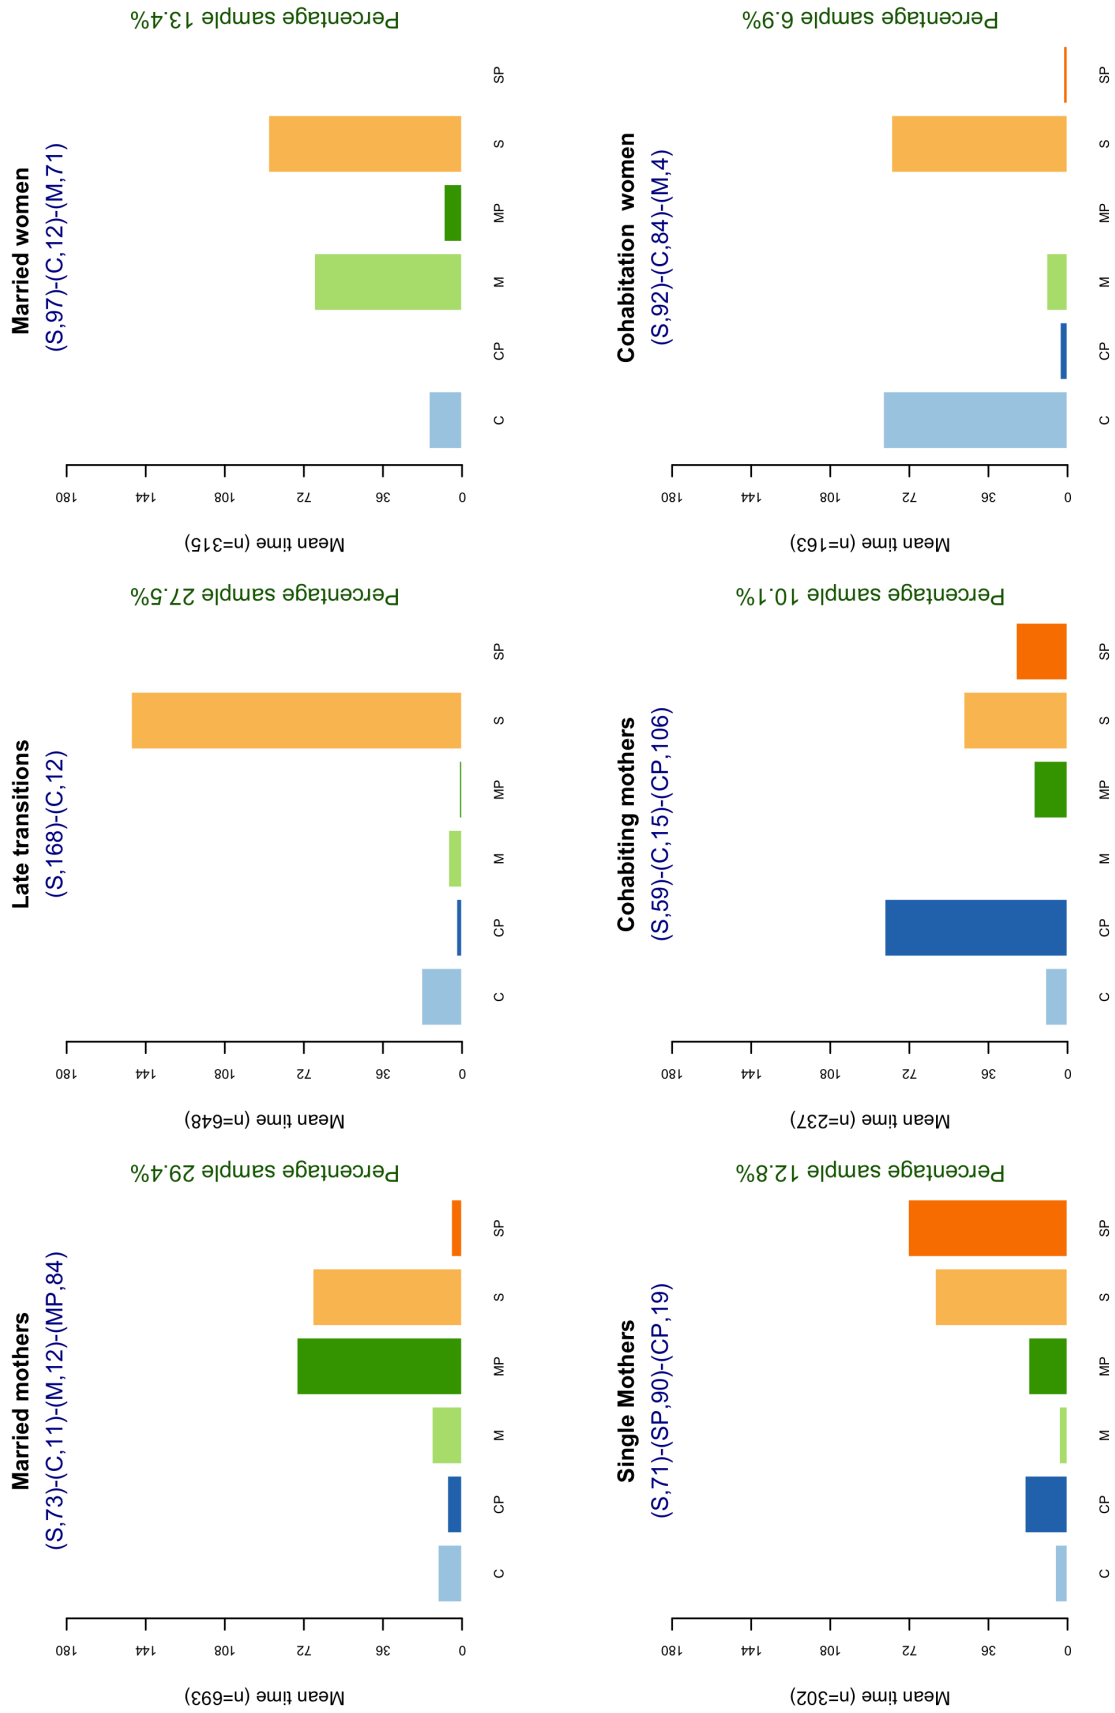 Married mothers
(S,73)-(C,11)-(M,12)-(MP,84)
Mean time (n=693)
180
144
108
72
36
0
C
CP
M
MP
S
SP
Percentage sample 29.4%
Late transitions
(S,168)-(C,12)
Mean time (n=648)
180
144
108
72
36
0
C
CP
M
MP
S
SP
Percentage sample 27.5%
Married women
(S,97)-(C,12)-(M,71)
Mean time (n=315)
180
144
108
72
36
0
C
CP
M
MP
S
SP
Percentage sample 13.4%
Single Mothers
(S,71)-(SP,90)-(CP,19)
Mean time (n=302)
180
144
108
72
36
0
C
CP
M
MP
S
SP
Percentage sample 12.8%
Cohabiting mothers
(S,59)-(C,15)-(CP,106)
Mean time (n=237)
180
144
108
72
36
0
C
CP
M
MP
S
SP
Percentage sample 10.1%
Cohabitation women
(S,92)-(C,84)-(M,4)
Mean time (n=163)
180
144
108
72
36
0
C
CP
M
MP
S
SP
Percentage sample 6.9%